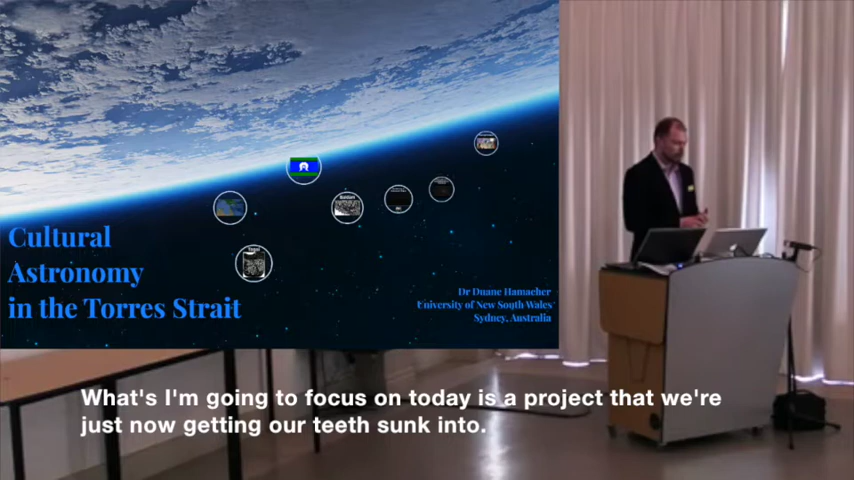 Cultural
Astronomy
in the Torres Strait
Dr Duane Hamacher
University of New South Wales
Sydney, Australia
What's I'm going to focus on today is a project that we're
just now getting our teeth sunk into.